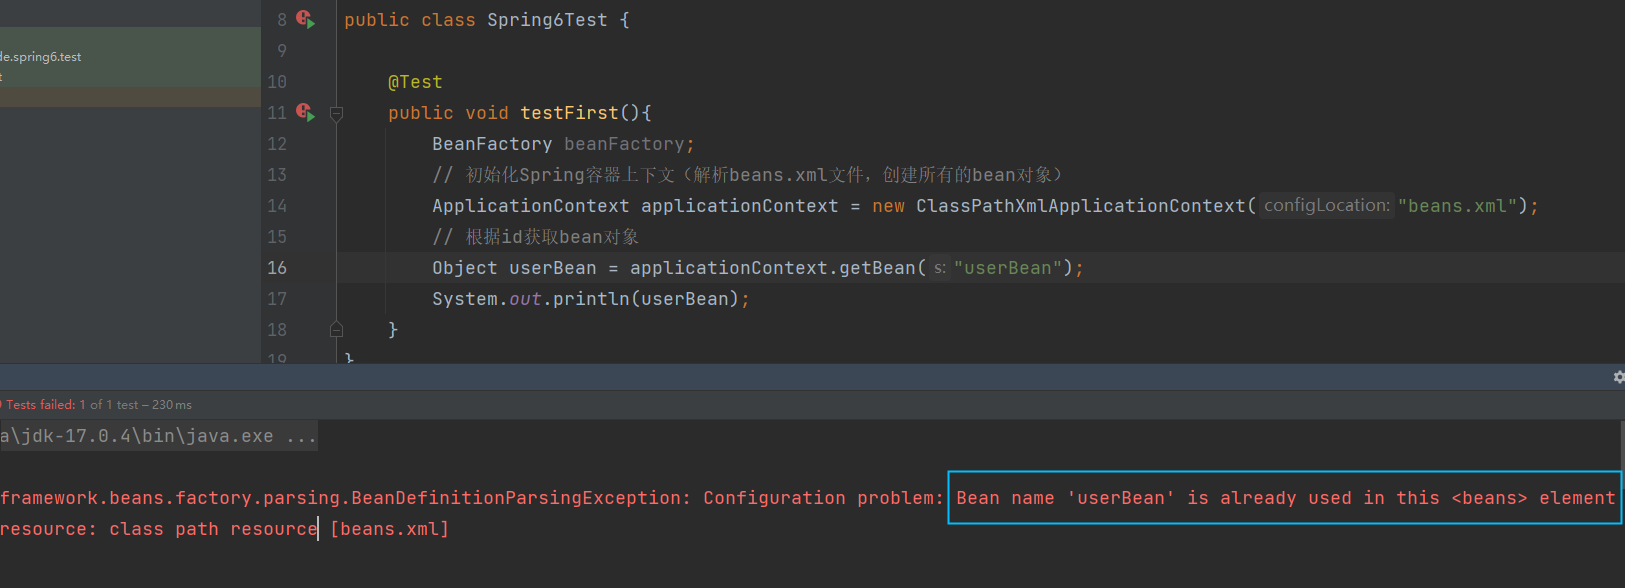 8 public class Spring6Test {
9
de.spring6.test
10 @Test
t
11 public void testFirst(){
12 BeanFactory beanFactory;
13 // 初始化Spring容器上下文（解析beans.xml文件，创建所有的bean对象）
14 ApplicationContext applicationContext = new ClassPathXmlApplicationContext( configLocation: "beans.xml");
15 // 根据id获取bean对象
16 Object userBean = applicationContext.getBean( s: "userBean");
17 System.out.println(userBean);
18 }
19 }
Tests failed: 1 of 1 test – 230 ms
a\jdk-17.0.4\bin\java.exe ...
framework.beans.factory.parsing.BeanDefinitionParsingException: Configuration problem: Bean name 'userBean' is already used in this <beans> element
resource: class path resource [beans.xml]